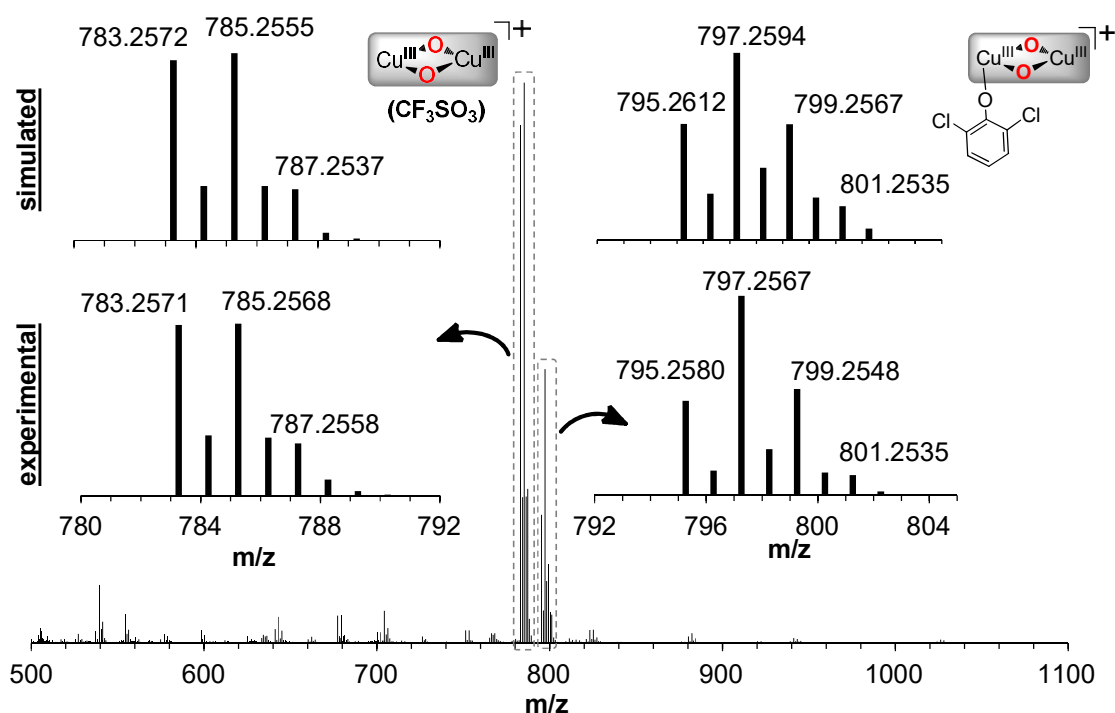 simulated
783.2572
785.2555
787.2537
]+
Cu^III O Cu^III
O
(CF3SO3)
795.2612
797.2594
799.2567
801.2535
]+
Cu^III O Cu^III
O
O
Cl Cl
experimental
783.2571
785.2568
787.2558
780 784 788 792
m/z
795.2580
797.2567
799.2548
801.2535
792 796 800 804
m/z
500 600 700 800 900 1000 1100
m/z